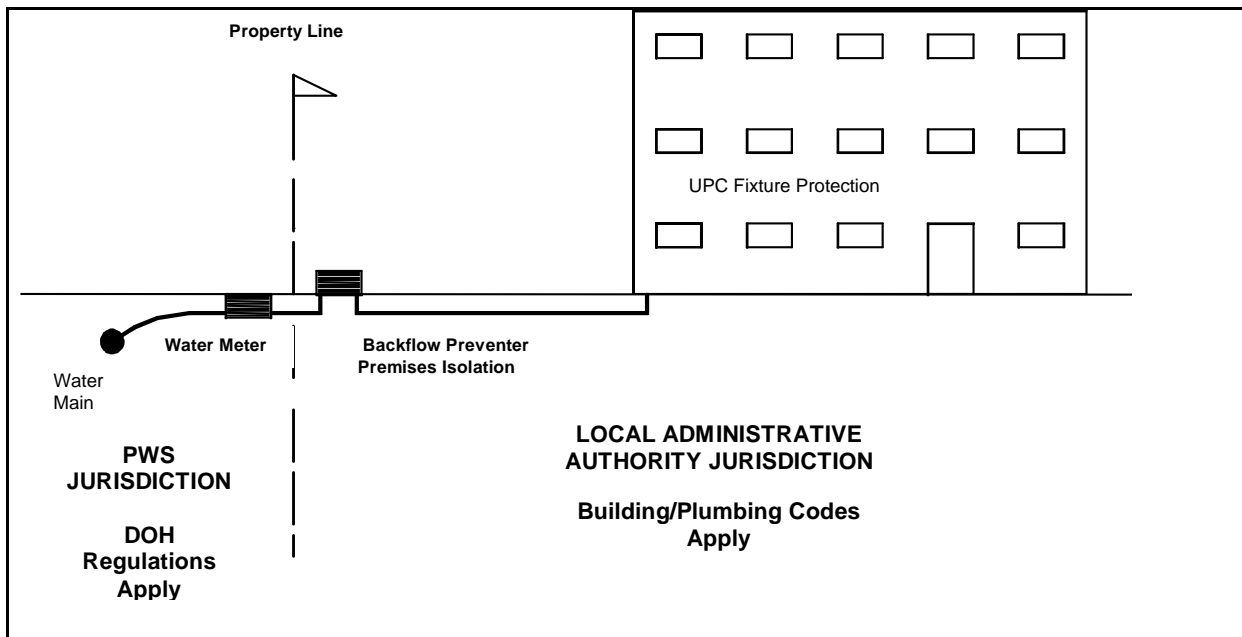 Property Line
UPC Fixture Protection
Water Meter
Backflow Preventer
Premises Isolation
Water
Main
PWS
JURISDICTION
DOH
Regulations
Apply
LOCAL ADMINISTRATIVE
AUTHORITY JURISDICTION
Building/Plumbing Codes
Apply